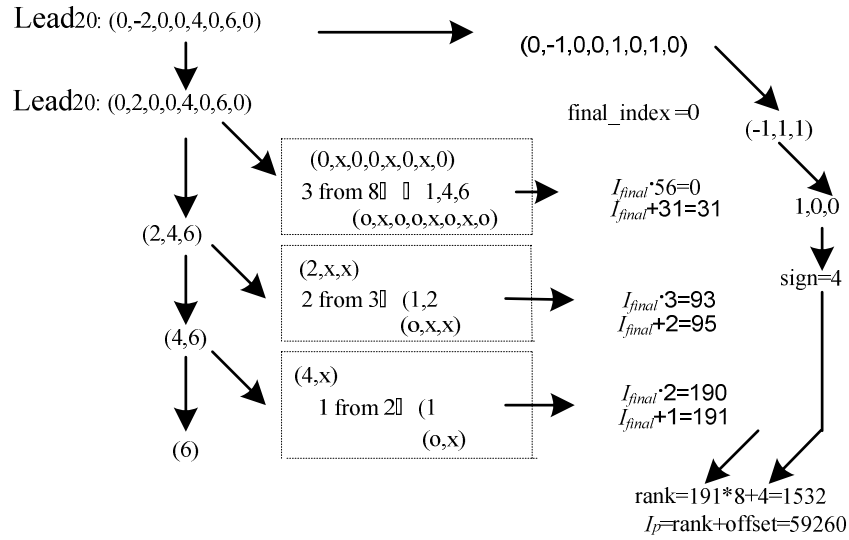 Lead20: (0,-2,0,0,4,0,6,0)
(0,-1,0,0,1,0,1,0)
Lead20: (0,2,0,0,4,0,6,0)
final_index =0
(-1,1,1)
(0,x,0,0,x,0,x,0)
3 from 8▯ ▯ 1,4,6
(o,x,o,o,x,o,x,o)
I_final·56=0
I_final+31=31
1,0,0
(2,4,6)
sign=4
(2,x,x)
2 from 3▯ (1,2
(o,x,x)
I_final·3=93
I_final+2=95
(4,6)
(4,x)
1 from 2▯ (1
(o,x)
I_final·2=190
I_final+1=191
(6)
rank=191*8+4=1532
I_p=rank+offset=59260